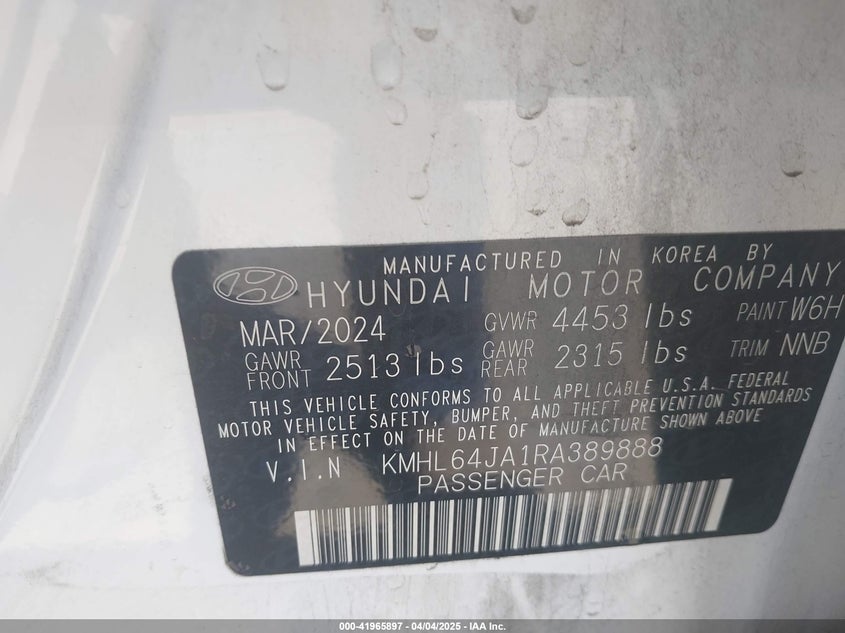 MANUFACTURED IN KOREA BY
HYUNDAI MOTOR COMPANY
MAR/2024 GVWR 4453 lbs PAINT W6H
GAWR FRONT 2513 lbs GAWR REAR 2315 lbs TRIM NNB
THIS VEHICLE CONFORMS TO ALL APPLICABLE U.S.A. FEDERAL
MOTOR VEHICLE SAFETY, BUMPER, AND THEFT PREVENTION STANDARDS
IN EFFECT ON THE DATE OF MANUFACTURE SHOWN ABOVE
V.I.N KMHL64JA1RA389888
PASSENGER CAR
000-41965897 - 04/04/2025 - IAA Inc.